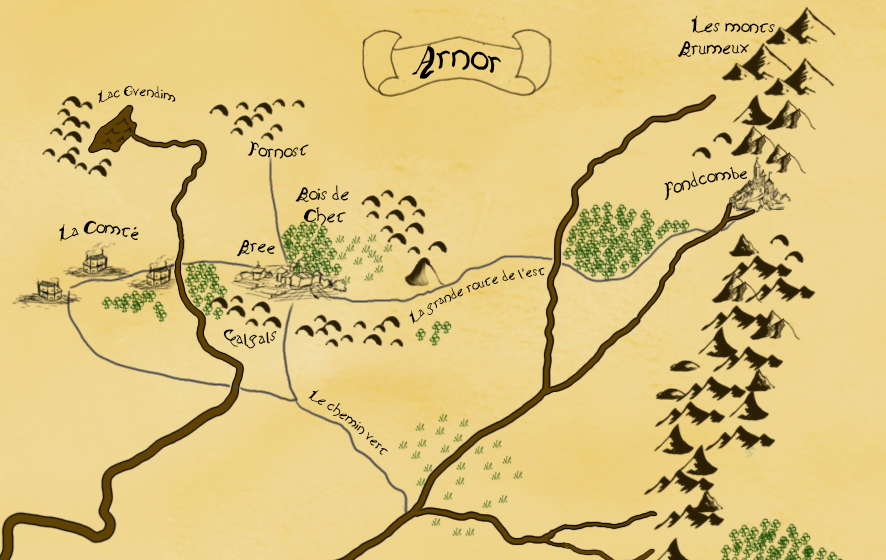 Les monts
Brumeux
Arnor
Lac Evendim
Fornost
Fondcombe
Bois de
Chet
La Comté
Bree
La grande route de l'est
Galgals
Le chemin vert